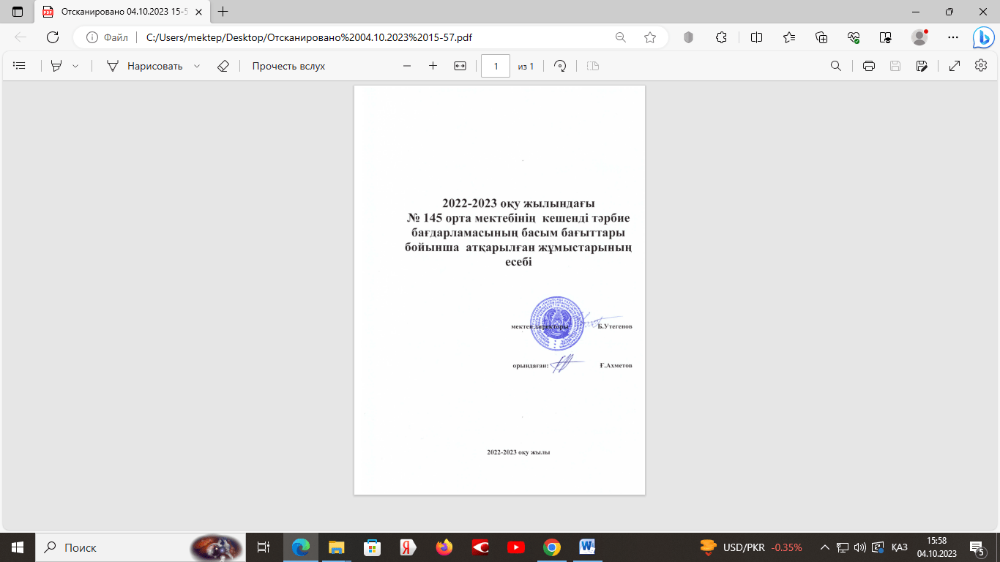 Отсканировано 04.10.2023 15-5
Файл
C:/Users/mektep/Desktop/Отсканировано%2004.10.2023%2015-57.pdf
Нарисовать
Прочесть вслух
1
из 1
2022-2023 оқу жылындағы
№ 145 орта мектебінің кешенді тәрбие
бағдарламасының басым бағыттары
бойынша атқарылған жұмыстарының
есебі
мектеп директоры Б.Утегенов
орындаған: Ғ.Ахметов
2022-2023 оқу жылы
Поиск
USD/PKR -0.35%
ҚАЗ
15:58
04.10.2023
5